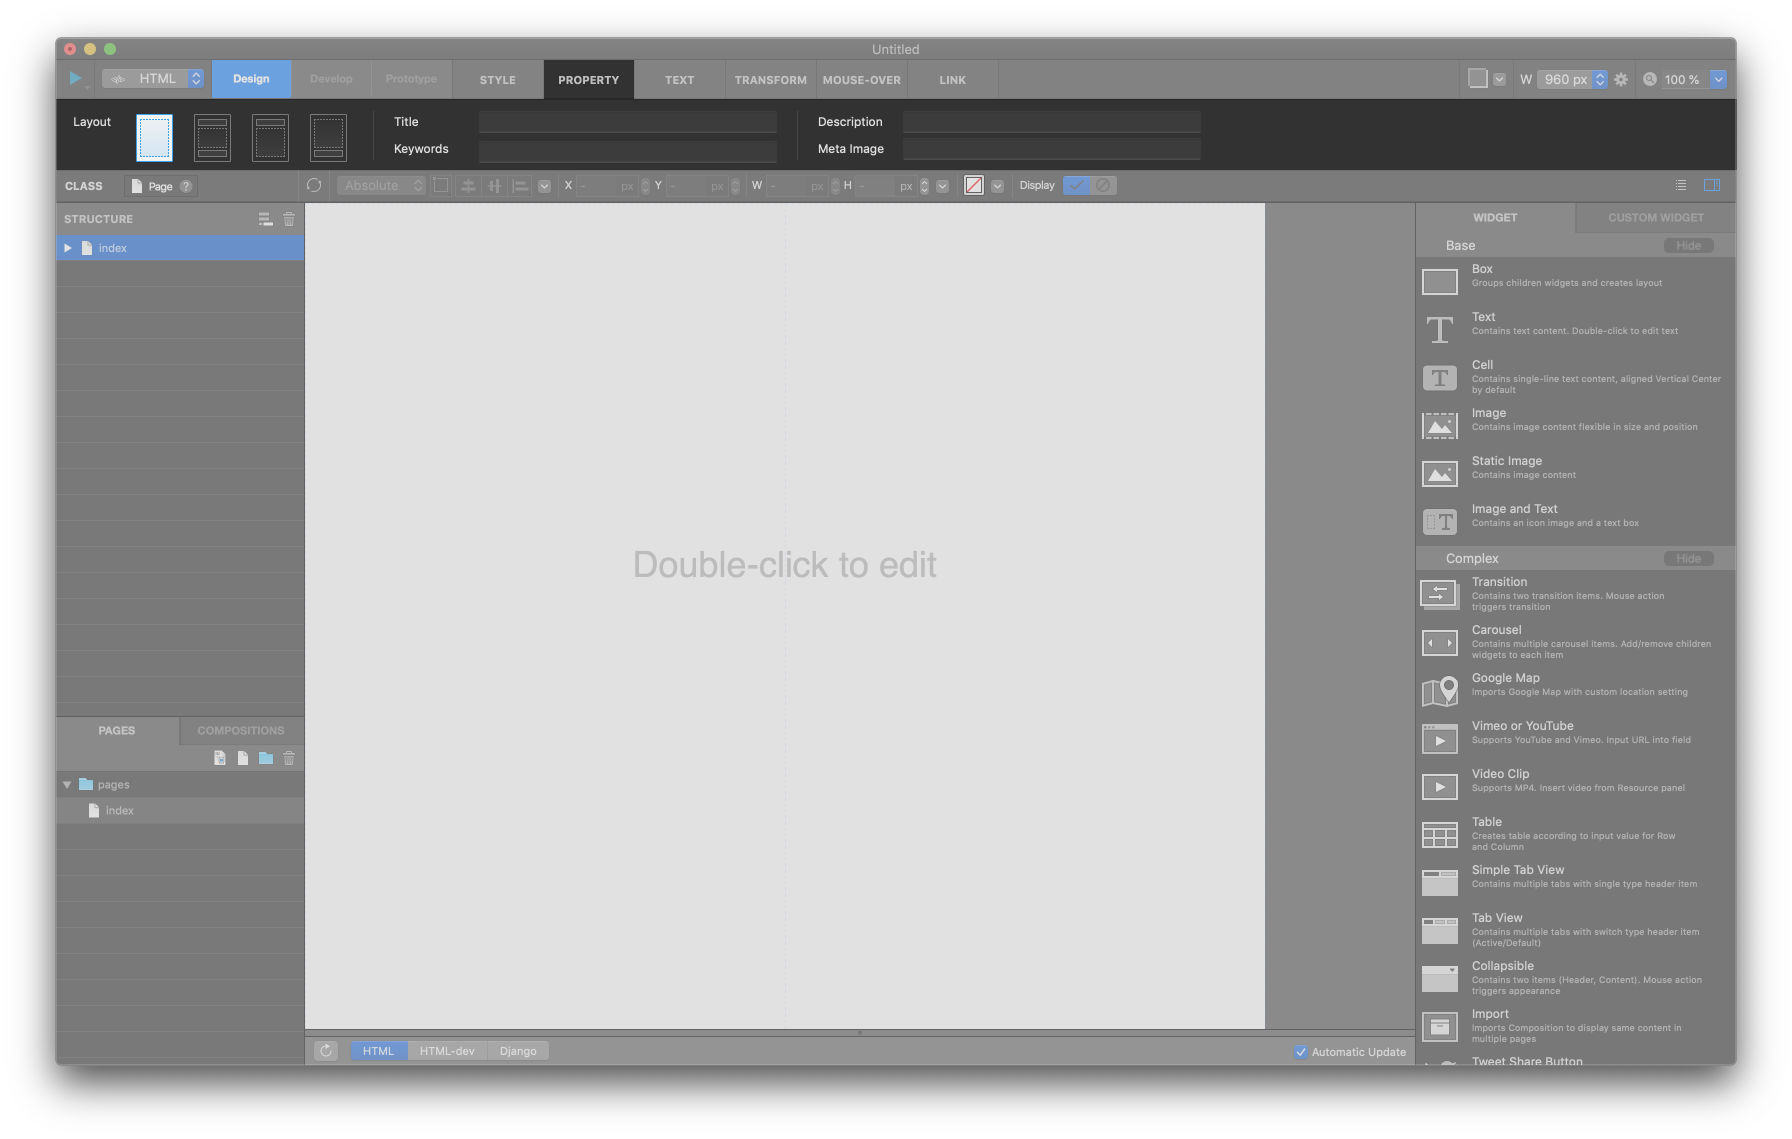 Untitled
HTML
Design
Develop
Prototype
STYLE
PROPERTY
TEXT
TRANSFORM
MOUSE-OVER
LINK
W 960 px
100 %
Layout
Title
Keywords
Description
Meta Image
CLASS
Page ?
Absolute
X - px
Y - px
W - px
H - px
Display
STRUCTURE
index
PAGES
COMPOSITIONS
pages
index
Double-click to edit
HTML
HTML-dev
Django
Automatic Update
WIDGET
CUSTOM WIDGET
Base
Hide
Box
Groups children widgets and creates layout
Text
Contains text content. Double-click to edit text
Cell
Contains single-line text content, aligned Vertical Center
by default
Image
Contains image content flexible in size and position
Static Image
Contains image content
Image and Text
Contains an icon image and a text box
Complex
Hide
Transition
Contains two transition items. Mouse action
triggers transition
Carousel
Contains multiple carousel items. Add/remove children
widgets to each item
Google Map
Imports Google Map with custom location setting
Vimeo or YouTube
Supports YouTube and Vimeo. Input URL into field
Video Clip
Supports MP4. Insert video from Resource panel
Table
Creates table according to input value for Row
and Column
Simple Tab View
Contains multiple tabs with single type header item
Tab View
Contains multiple tabs with switch type header item
(Active/Default)
Collapsible
Contains two items (Header, Content). Mouse action
triggers appearance
Import
Imports Composition to display same content in
multiple pages
Tweet Share Button